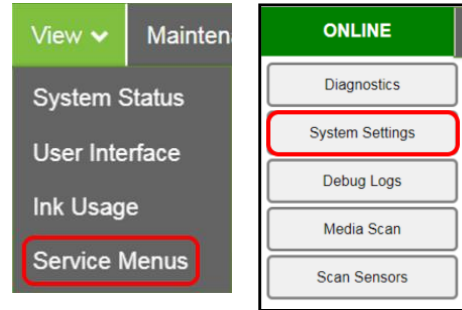 View
Mainten
System Status
User Interface
Ink Usage
Service Menus
ONLINE
Diagnostics
System Settings
Debug Logs
Media Scan
Scan Sensors